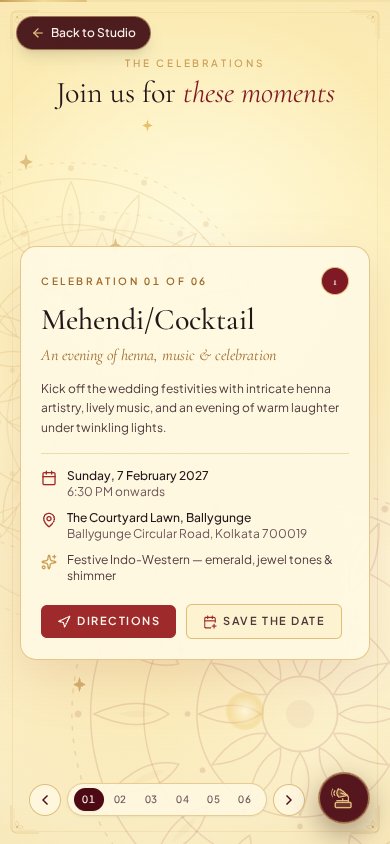 Back to Studio
THE CELEBRATIONS
Join us for these moments
CELEBRATION 01 OF 06
Mehendi/Cocktail
An evening of henna, music & celebration
Kick off the wedding festivities with intricate henna
artistry, lively music, and an evening of warm laughter
under twinkling lights.
Sunday, 7 February 2027
6:30 PM onwards
The Courtyard Lawn, Ballygunge
Ballygunge Circular Road, Kolkata 700019
Festive Indo-Western — emerald, jewel tones &
shimmer
DIRECTIONS
SAVE THE DATE
01 02 03 04 05 06